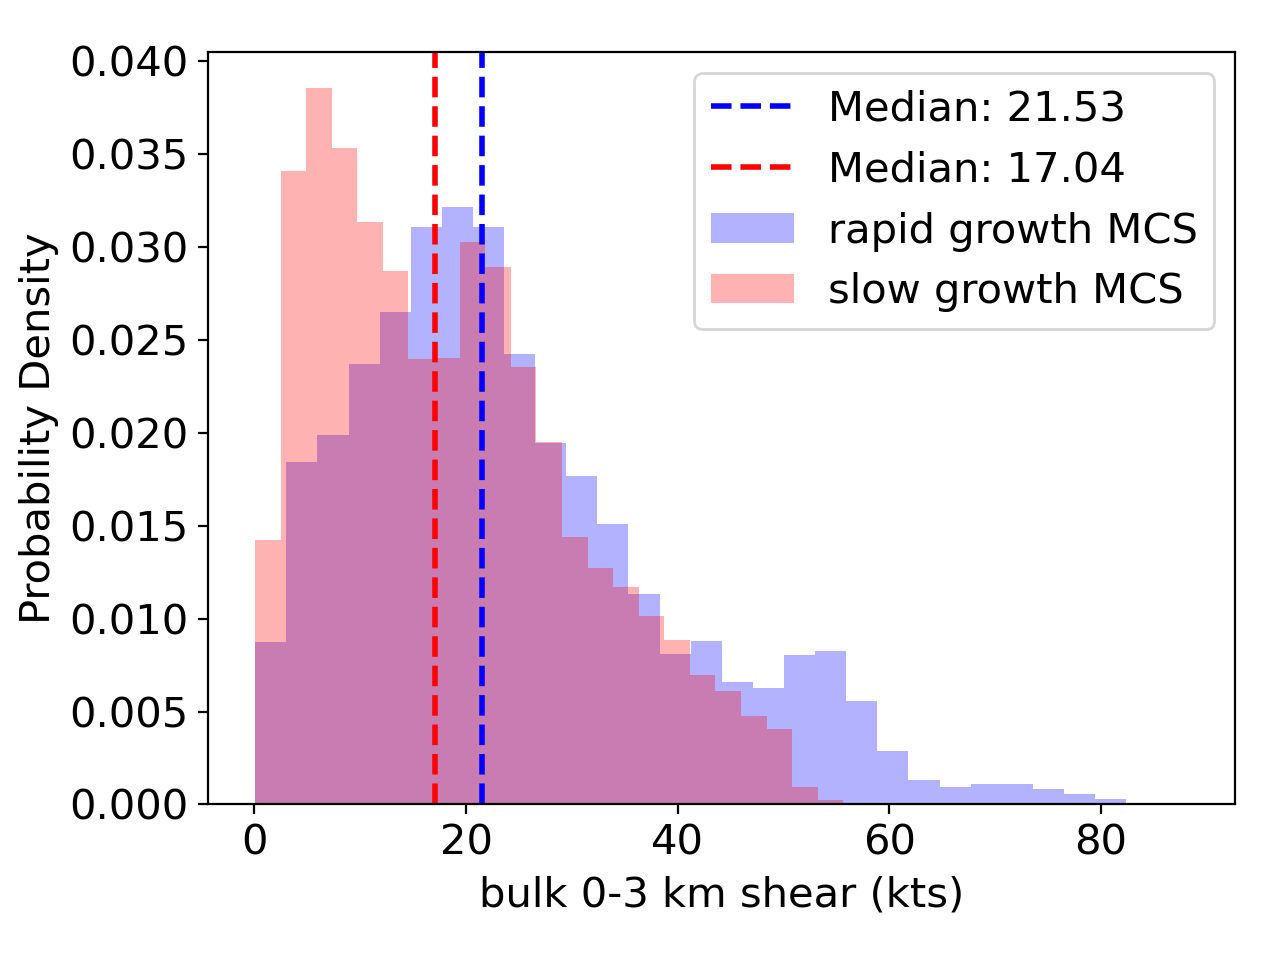 0.040
0.035
0.030
0.025
0.020
0.015
0.010
0.005
0.000
Probability Density
0 20 40 60 80
bulk 0-3 km shear (kts)
Median: 21.53
Median: 17.04
rapid growth MCS
slow growth MCS